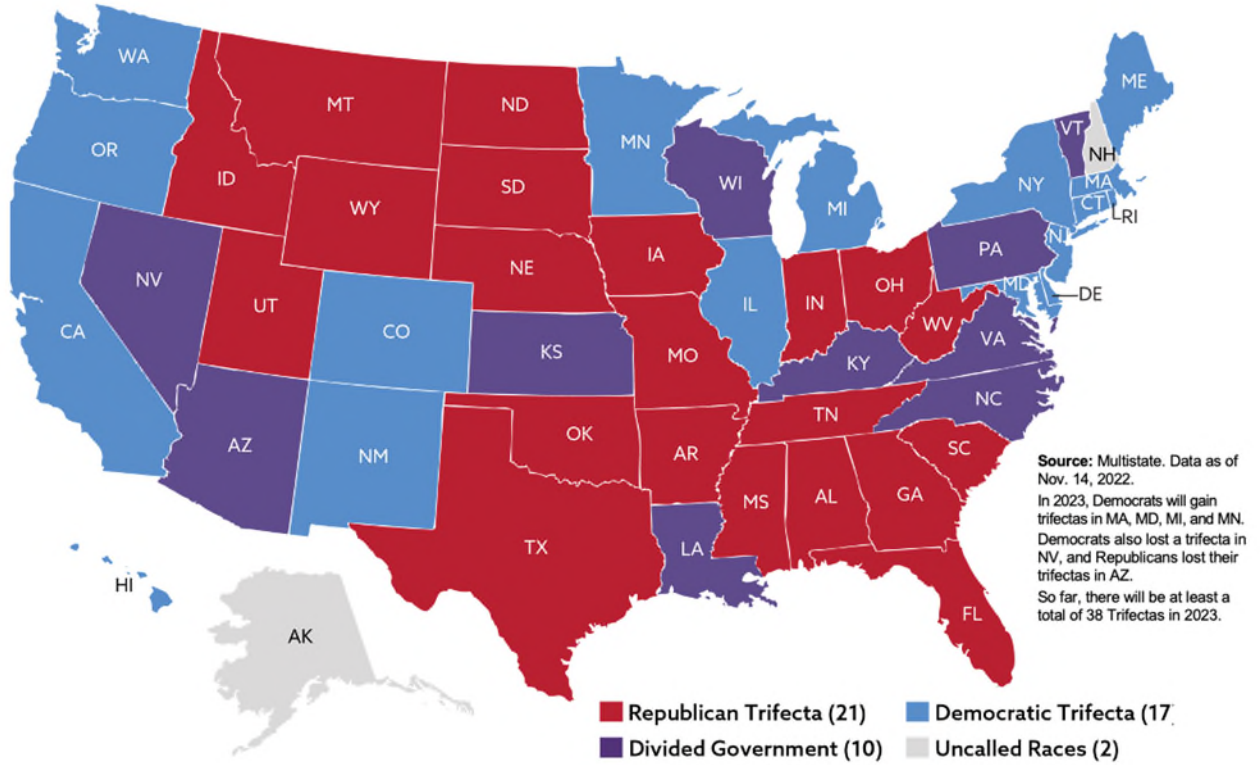 WA
MT
ND
MN
ME
OR
ID
SD
WI
VT
NH
WY
MI
NY
MA
CT
RI
NV
UT
NE
IA
PA
NJ
CA
CO
IL
IN
OH
MD
DE
KS
MO
WV
KY
VA
AZ
NM
OK
AR
TN
NC
SC
TX
LA
MS
AL
GA
FL
HI
AK
Source: Multistate. Data as of
Nov. 14, 2022.
In 2023, Democrats will gain
trifectas in MA, MD, MI, and MN.
Democrats also lost a trifecta in
NV, and Republicans lost their
trifectas in AZ.
So far, there will be at least a
total of 38 Trifectas in 2023.
Republican Trifecta (21)
Democratic Trifecta (17
Divided Government (10)
Uncalled Races (2)